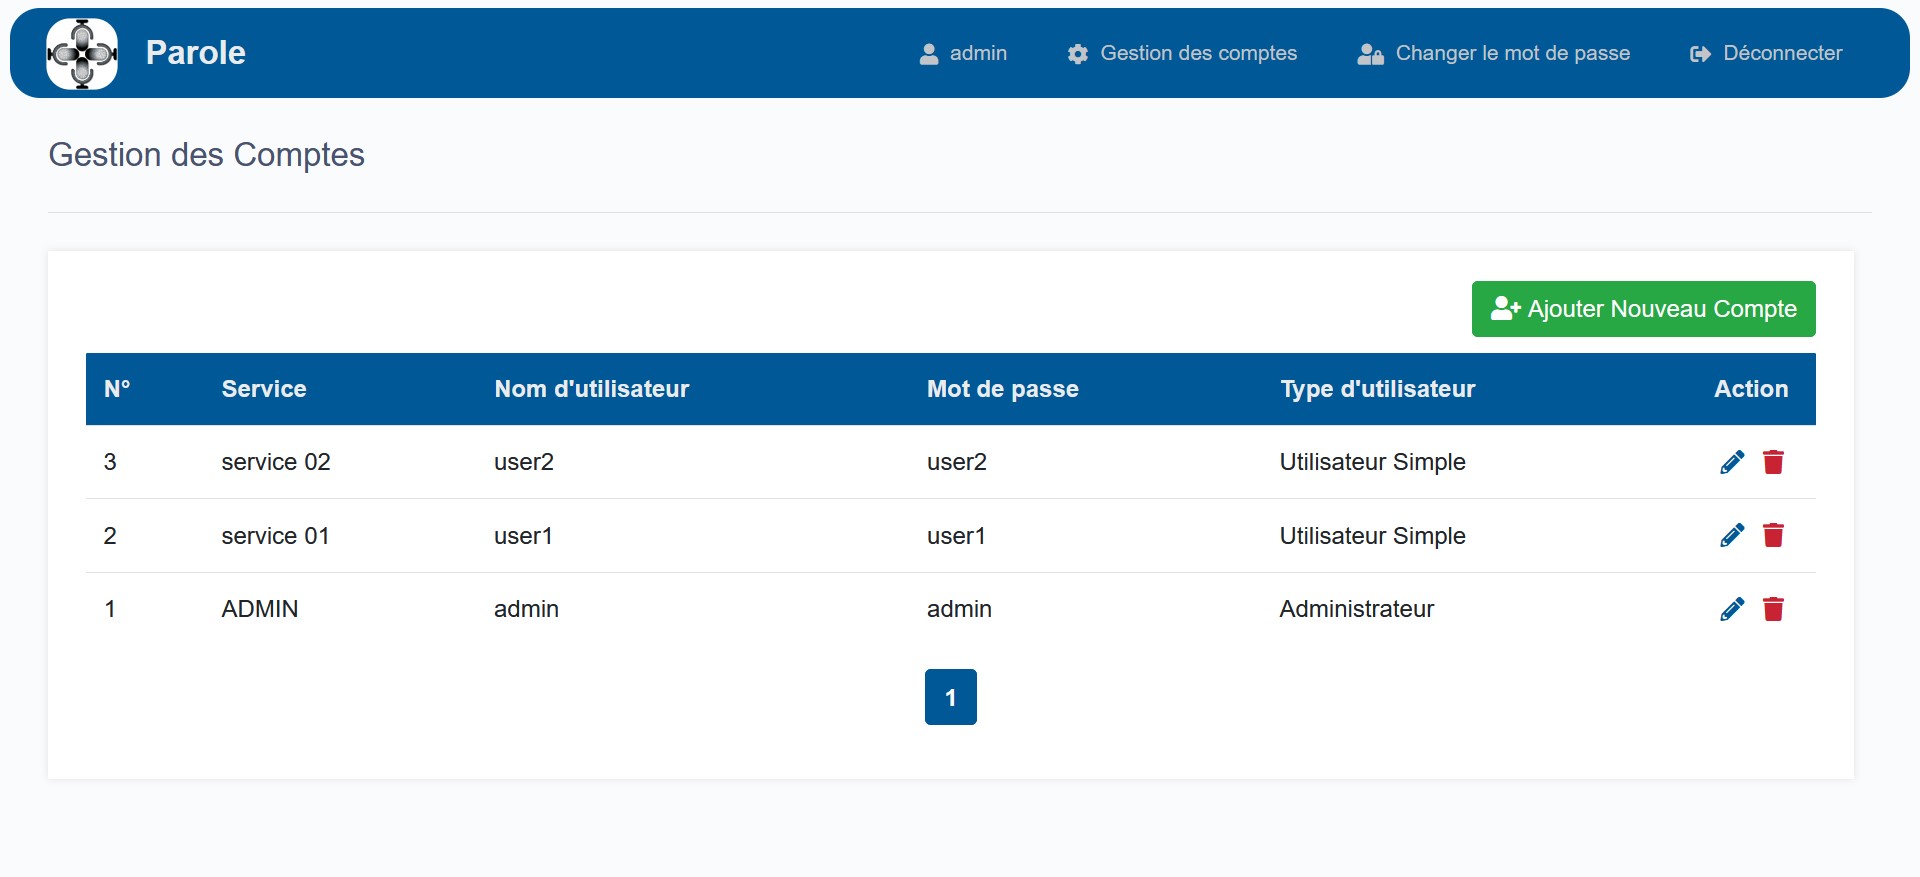 Parole
admin
Gestion des comptes
Changer le mot de passe
Déconnecter
Gestion des Comptes
Ajouter Nouveau Compte
N° Service Nom d'utilisateur Mot de passe Type d'utilisateur Action
3 service 02 user2 user2 Utilisateur Simple
2 service 01 user1 user1 Utilisateur Simple
1 ADMIN admin admin Administrateur
1